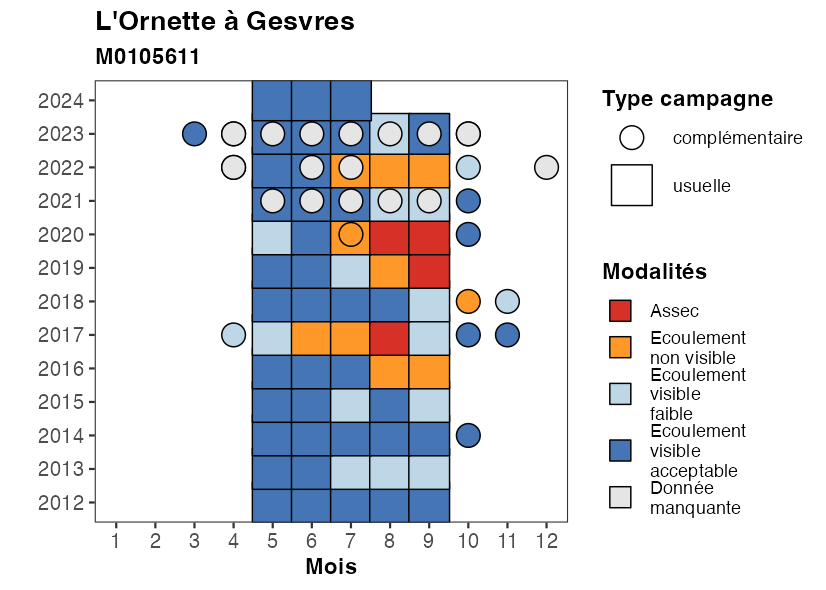 L'Ornette à Gesvres
M0105611
2024
2023
2022
2021
2020
2019
2018
2017
2016
2015
2014
2013
2012
1 2 3 4 5 6 7 8 9 10 11 12
Mois
Type campagne
complémentaire
usuelle
Modalités
Assec
Ecoulement
non visible
Ecoulement
visible
faible
Ecoulement
visible
acceptable
Donnée
manquante